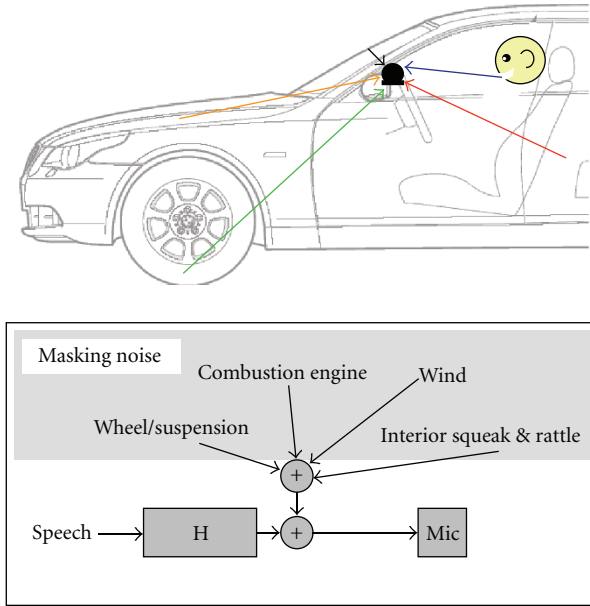 Masking noise
Combustion engine
Wind
Wheel/suspension
Interior squeak & rattle
+
Speech
H
+
Mic